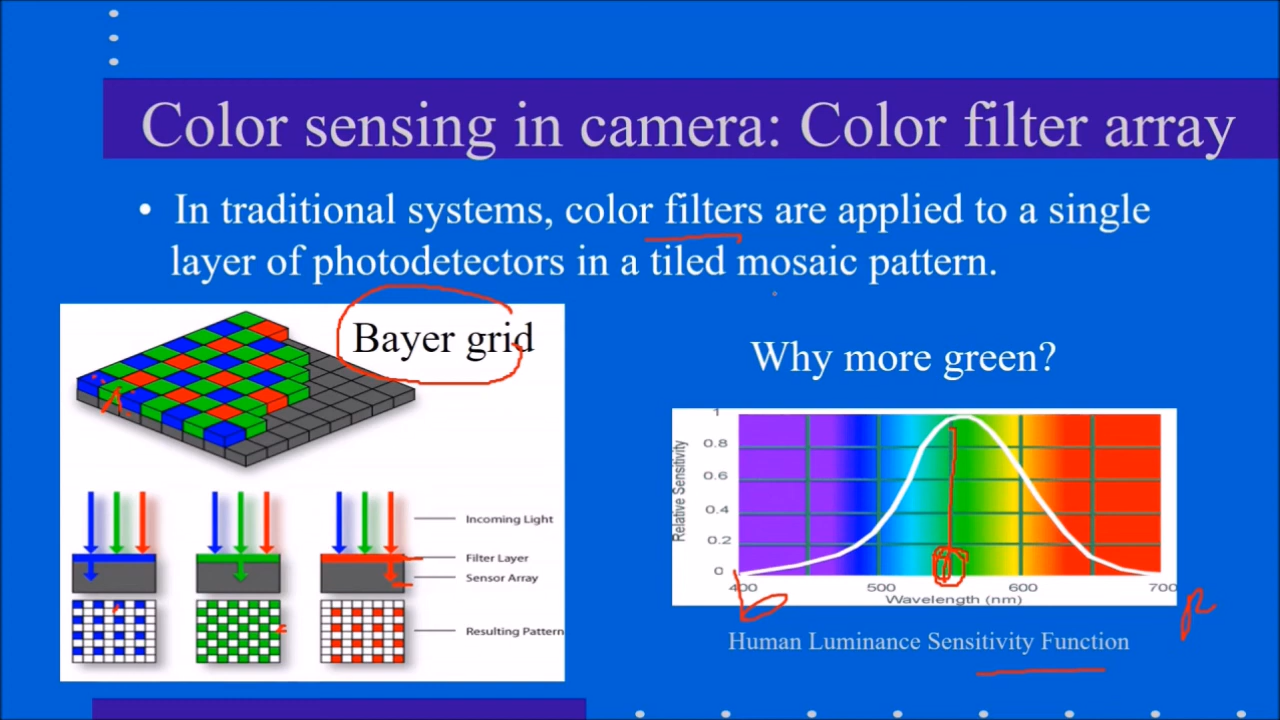 Color sensing in camera: Color filter array
• In traditional systems, color filters are applied to a single
layer of photodetectors in a tiled mosaic pattern.
Bayer grid
Incoming Light
Filter Layer
Sensor Array
Resulting Pattern
Why more green?
Relative Sensitivity
1
0.8
0.6
0.4
0.2
0
400 500 600 700
Wavelength (nm)
b
R
Human Luminance Sensitivity Function